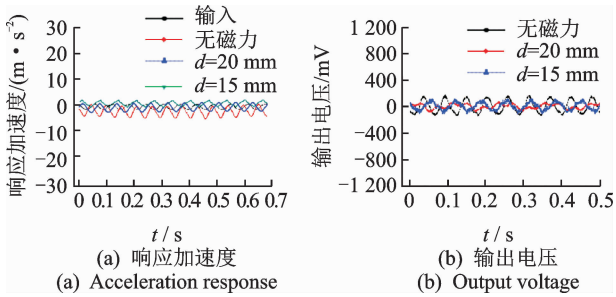 响应加速度/(m·s⁻²)
30
20
10
0
−10
−20
−30
输入
无磁力
d=20 mm
d=15 mm
0 0.1 0.2 0.3 0.4 0.5 0.6 0.7
t / s
(a) 响应加速度
(a) Acceleration response
输出电压/mV
1 200
800
400
0
−400
−800
−1 200
无磁力
d=20 mm
d=15 mm
0 0.1 0.2 0.3 0.4 0.5
t / s
(b) 输出电压
(b) Output voltage